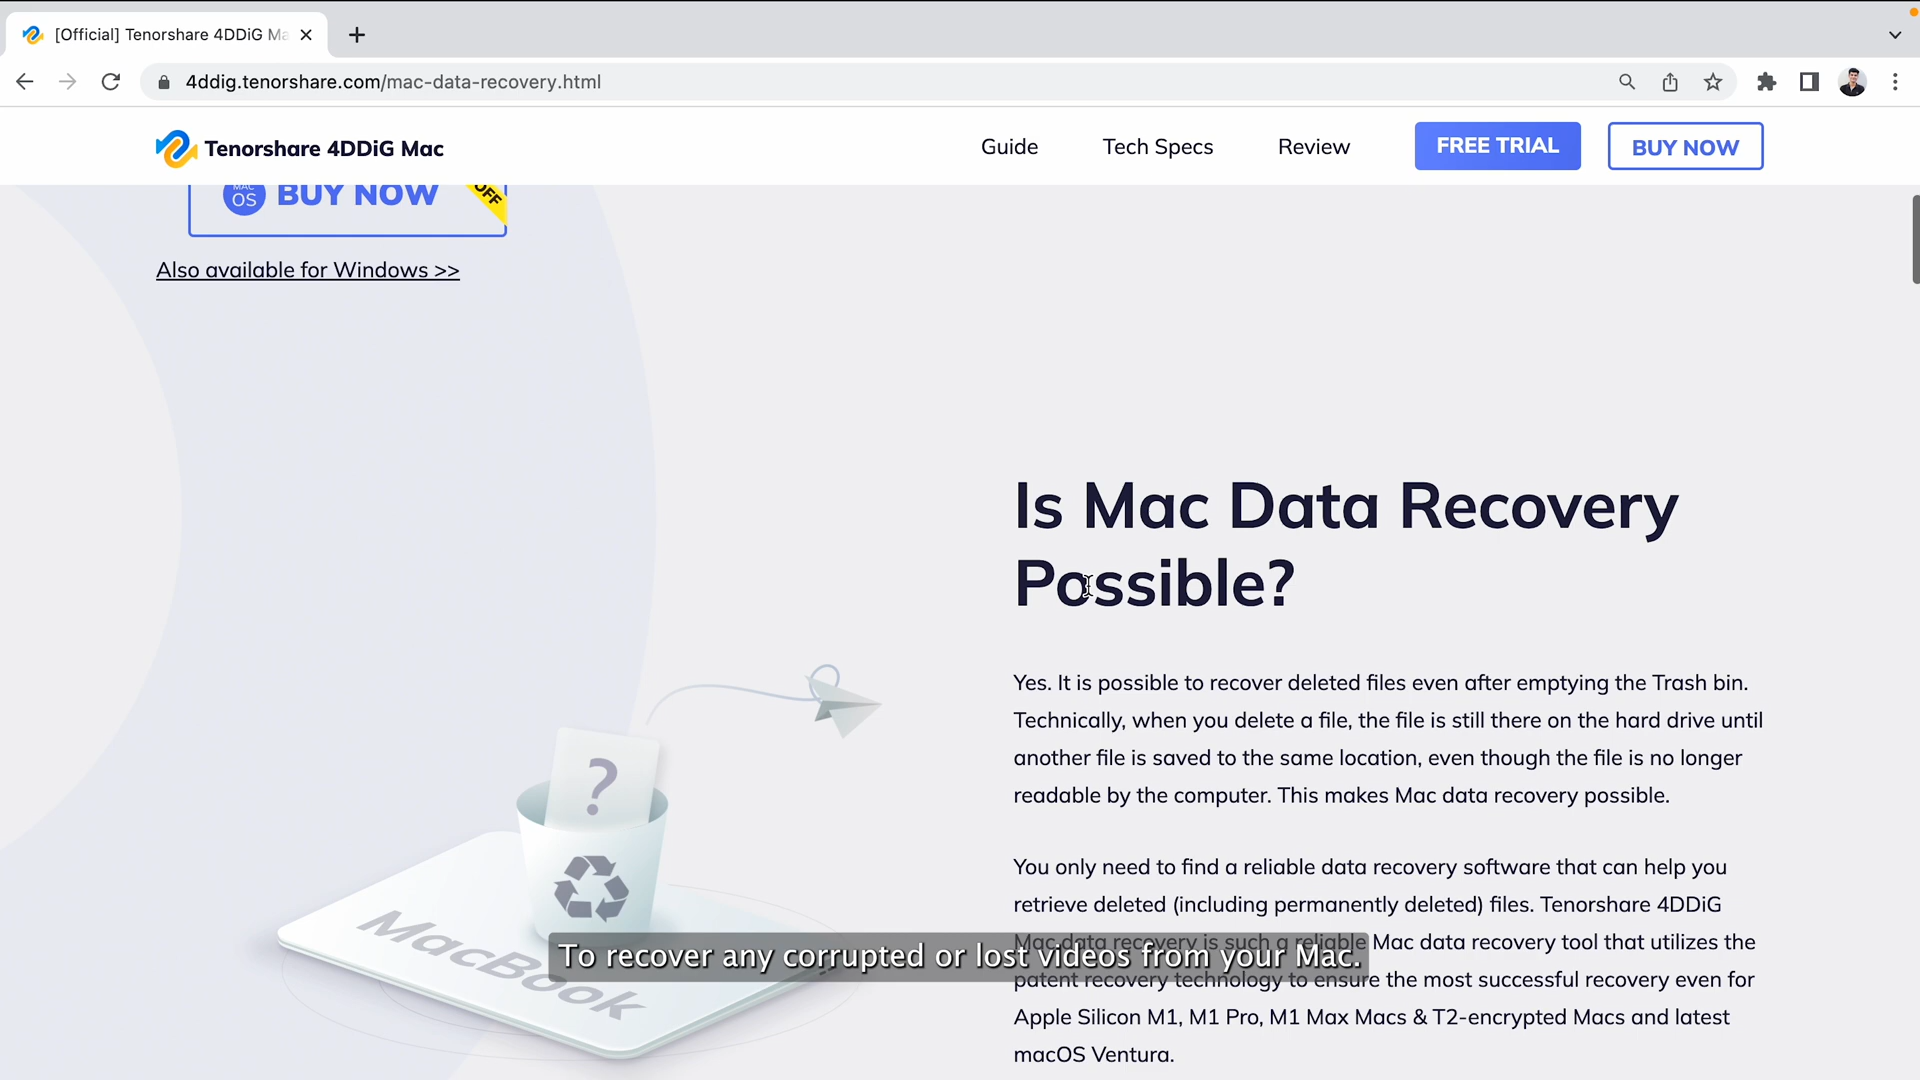 [Official] Tenorshare 4DDiG Ma
4ddig.tenorshare.com/mac-data-recovery.html
Tenorshare 4DDiG Mac
Guide
Tech Specs
Review
FREE TRIAL
BUY NOW
MAC
OS
BUY NOW
OFF
Also available for Windows >>
Is Mac Data Recovery
Possible?
Yes. It is possible to recover deleted files even after emptying the Trash bin.
Technically, when you delete a file, the file is still there on the hard drive until
another file is saved to the same location, even though the file is no longer
readable by the computer. This makes Mac data recovery possible.
You only need to find a reliable data recovery software that can help you
retrieve deleted (including permanently deleted) files. Tenorshare 4DDiG
Mac data recovery is such a reliable Mac data recovery tool that utilizes the
patent recovery technology to ensure the most successful recovery even for
Apple Silicon M1, M1 Pro, M1 Max Macs & T2-encrypted Macs and latest
macOS Ventura.
?
MacBook
To recover any corrupted or lost videos from your Mac.